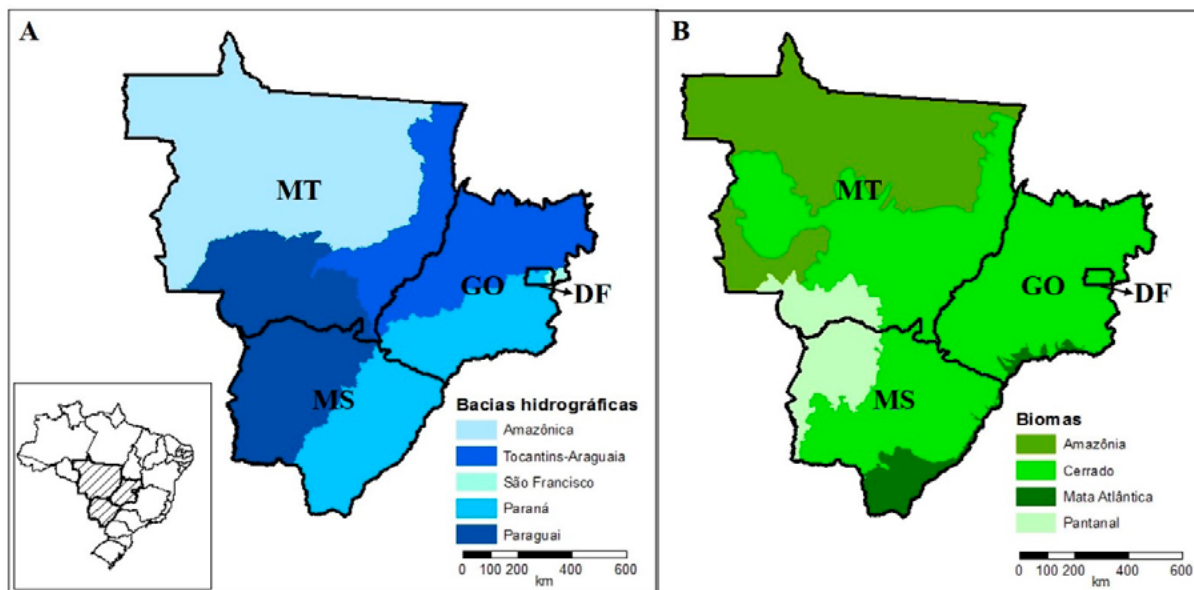 A
MT
GO
DF
MS
Bacias hidrográficas
Amazônica
Tocantins-Araguaia
São Francisco
Paraná
Paraguai
0 100 200 400 600
km
B
MT
GO
DF
MS
Biomas
Amazônia
Cerrado
Mata Atlântica
Pantanal
0 100 200 400 600
km